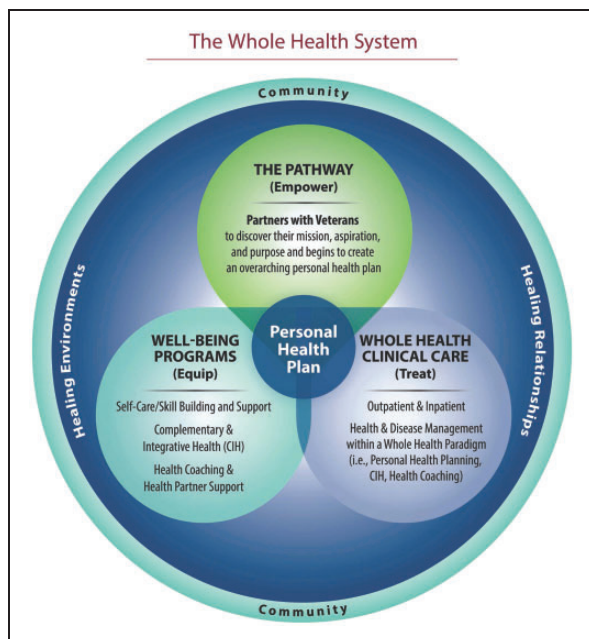 The Whole Health System
Community
THE PATHWAY
(Empower)
Partners with Veterans
to discover their mission, aspiration,
and purpose and begins to create
an overarching personal health plan
Healing Environments
Healing Relationships
Personal
Health
Plan
WELL-BEING
PROGRAMS
(Equip)
Self-Care/Skill Building and Support
Complementary &
Integrative Health (CIH)
Health Coaching &
Health Partner Support
WHOLE HEALTH
CLINICAL CARE
(Treat)
Outpatient & Inpatient
Health & Disease Management
within a Whole Health Paradigm
(i.e., Personal Health Planning,
CIH, Health Coaching)
Community